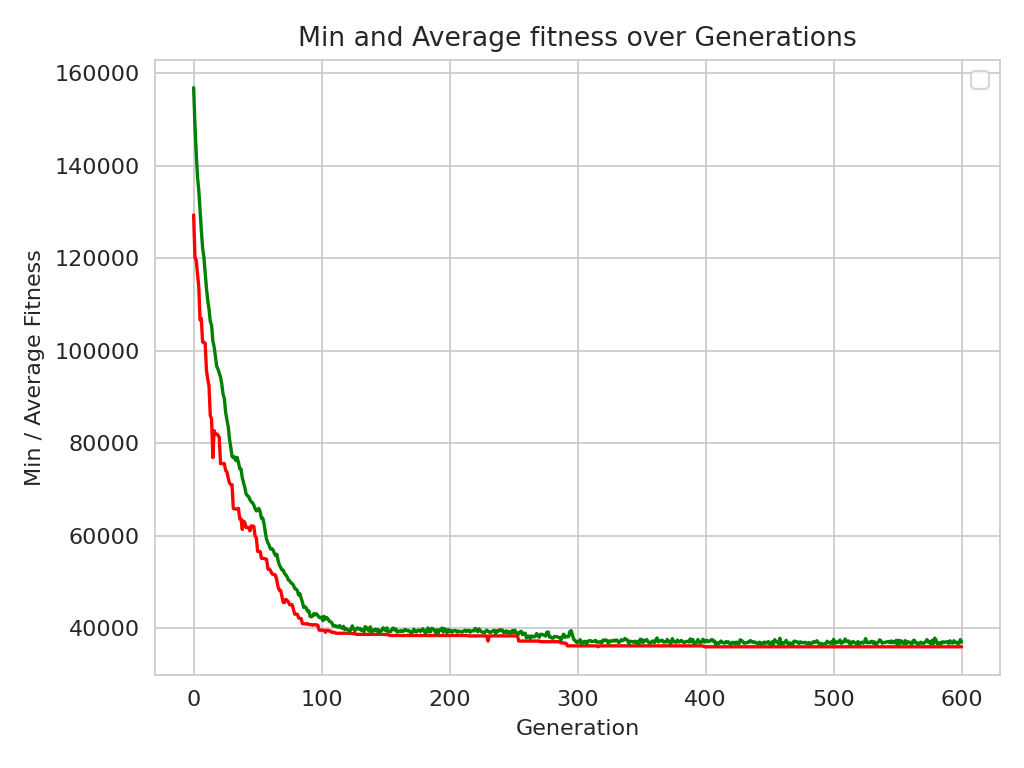 Min and Average fitness over Generations
160000
140000
120000
100000
80000
60000
40000
Min / Average Fitness
0 100 200 300 400 500 600
Generation